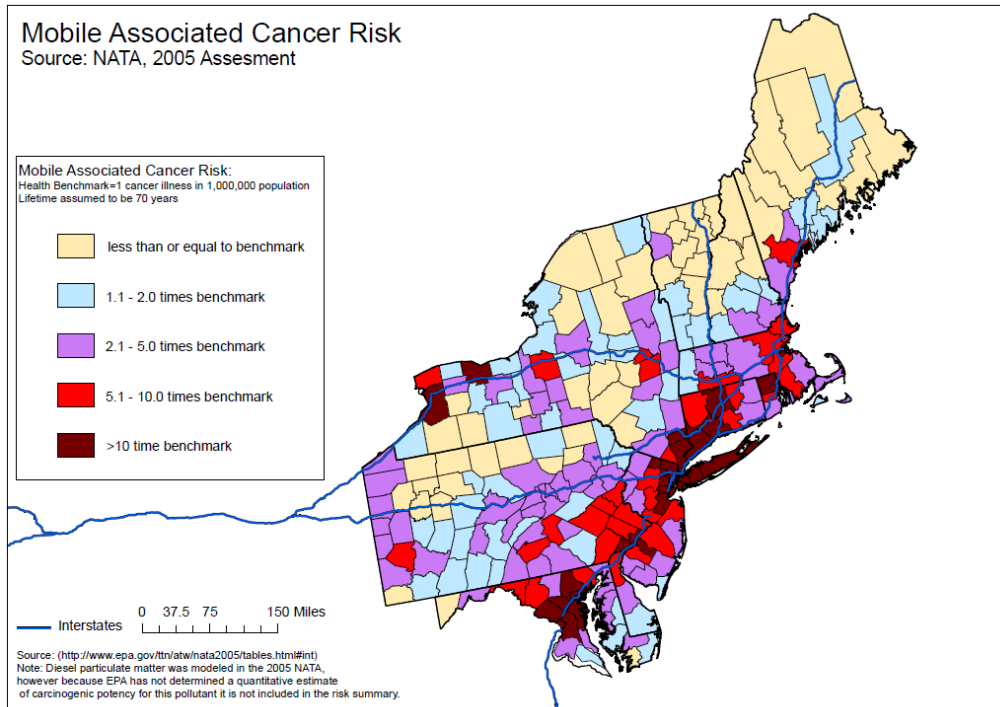 Mobile Associated Cancer Risk
Source: NATA, 2005 Assesment
Mobile Associated Cancer Risk:
Health Benchmark=1 cancer illness in 1,000,000 population
Lifetime assumed to be 70 years
less than or equal to benchmark
1.1 - 2.0 times benchmark
2.1 - 5.0 times benchmark
5.1 - 10.0 times benchmark
>10 time benchmark
0 37.5 75 150 Miles
Interstates
Source: (http://www.epa.gov/ttn/atw/nata2005/tables.html#int)
Note: Diesel particulate matter was modeled in the 2005 NATA,
however because EPA has not determined a quantitative estimate
of carcinogenic potency for this pollutant it is not included in the risk summary.